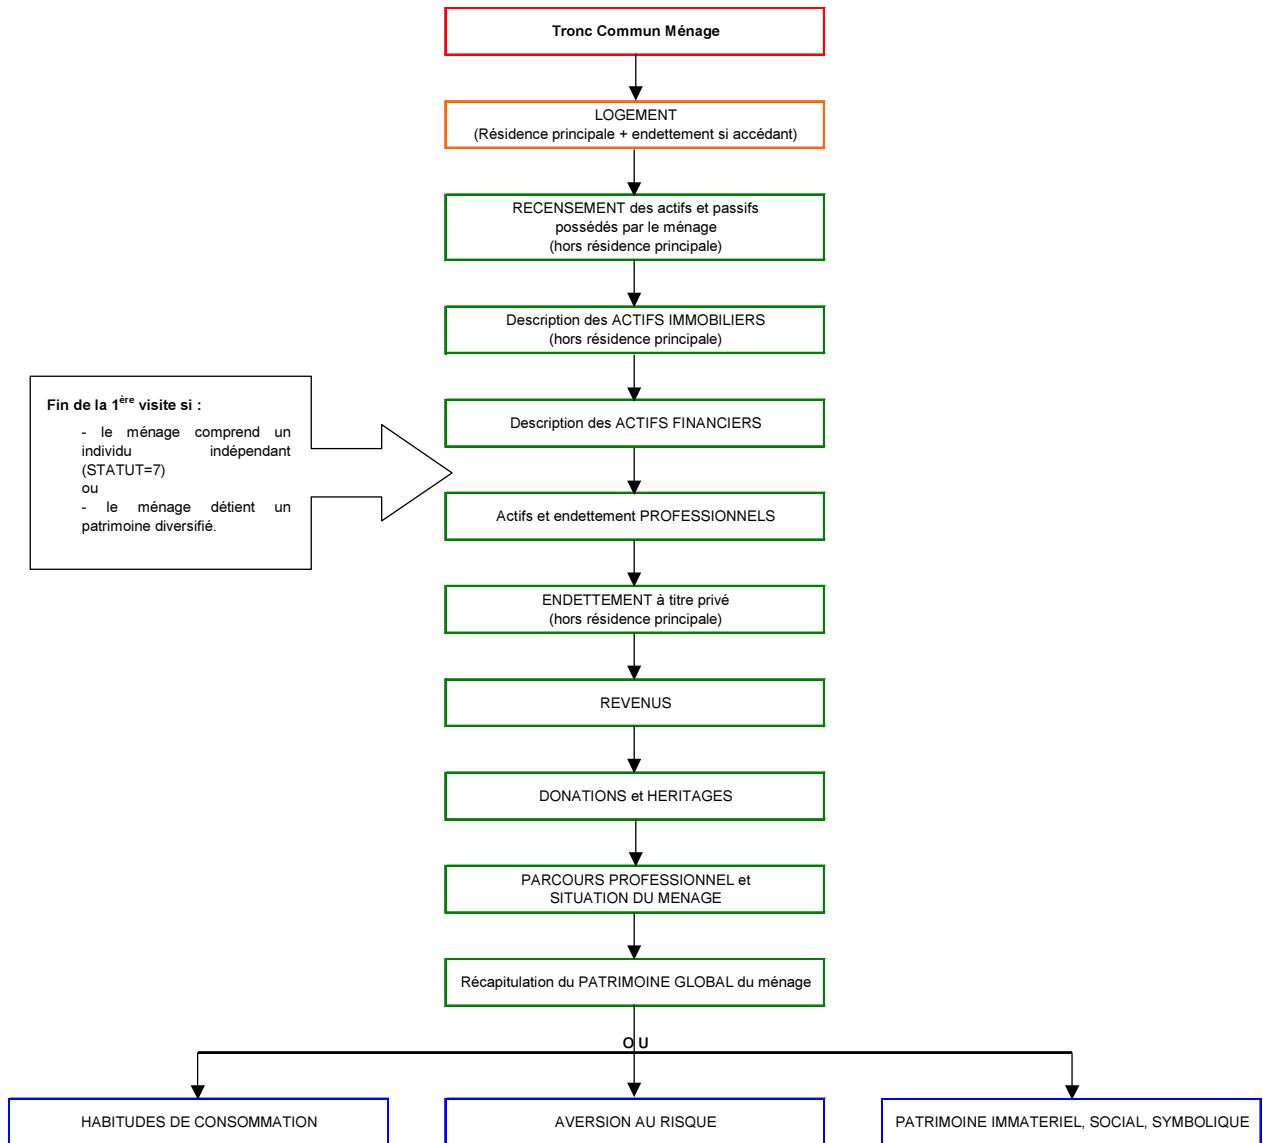 Tronc Commun Ménage
LOGEMENT
(Résidence principale + endettement si accédant)
RECENSEMENT des actifs et passifs
possédés par le ménage
(hors résidence principale)
Description des ACTIFS IMMOBILIERS
(hors résidence principale)
Fin de la 1ère visite si :
- le ménage comprend un
individu indépendant
(STATUT=7)
ou
- le ménage détient un
patrimoine diversifié.
Description des ACTIFS FINANCIERS
Actifs et endettement PROFESSIONNELS
ENDETTEMENT à titre privé
(hors résidence principale)
REVENUS
DONATIONS et HERITAGES
PARCOURS PROFESSIONNEL et
SITUATION DU MENAGE
Récapitulation du PATRIMOINE GLOBAL du ménage
OU
HABITUDES DE CONSOMMATION
AVERSION AU RISQUE
PATRIMOINE IMMATERIEL, SOCIAL, SYMBOLIQUE